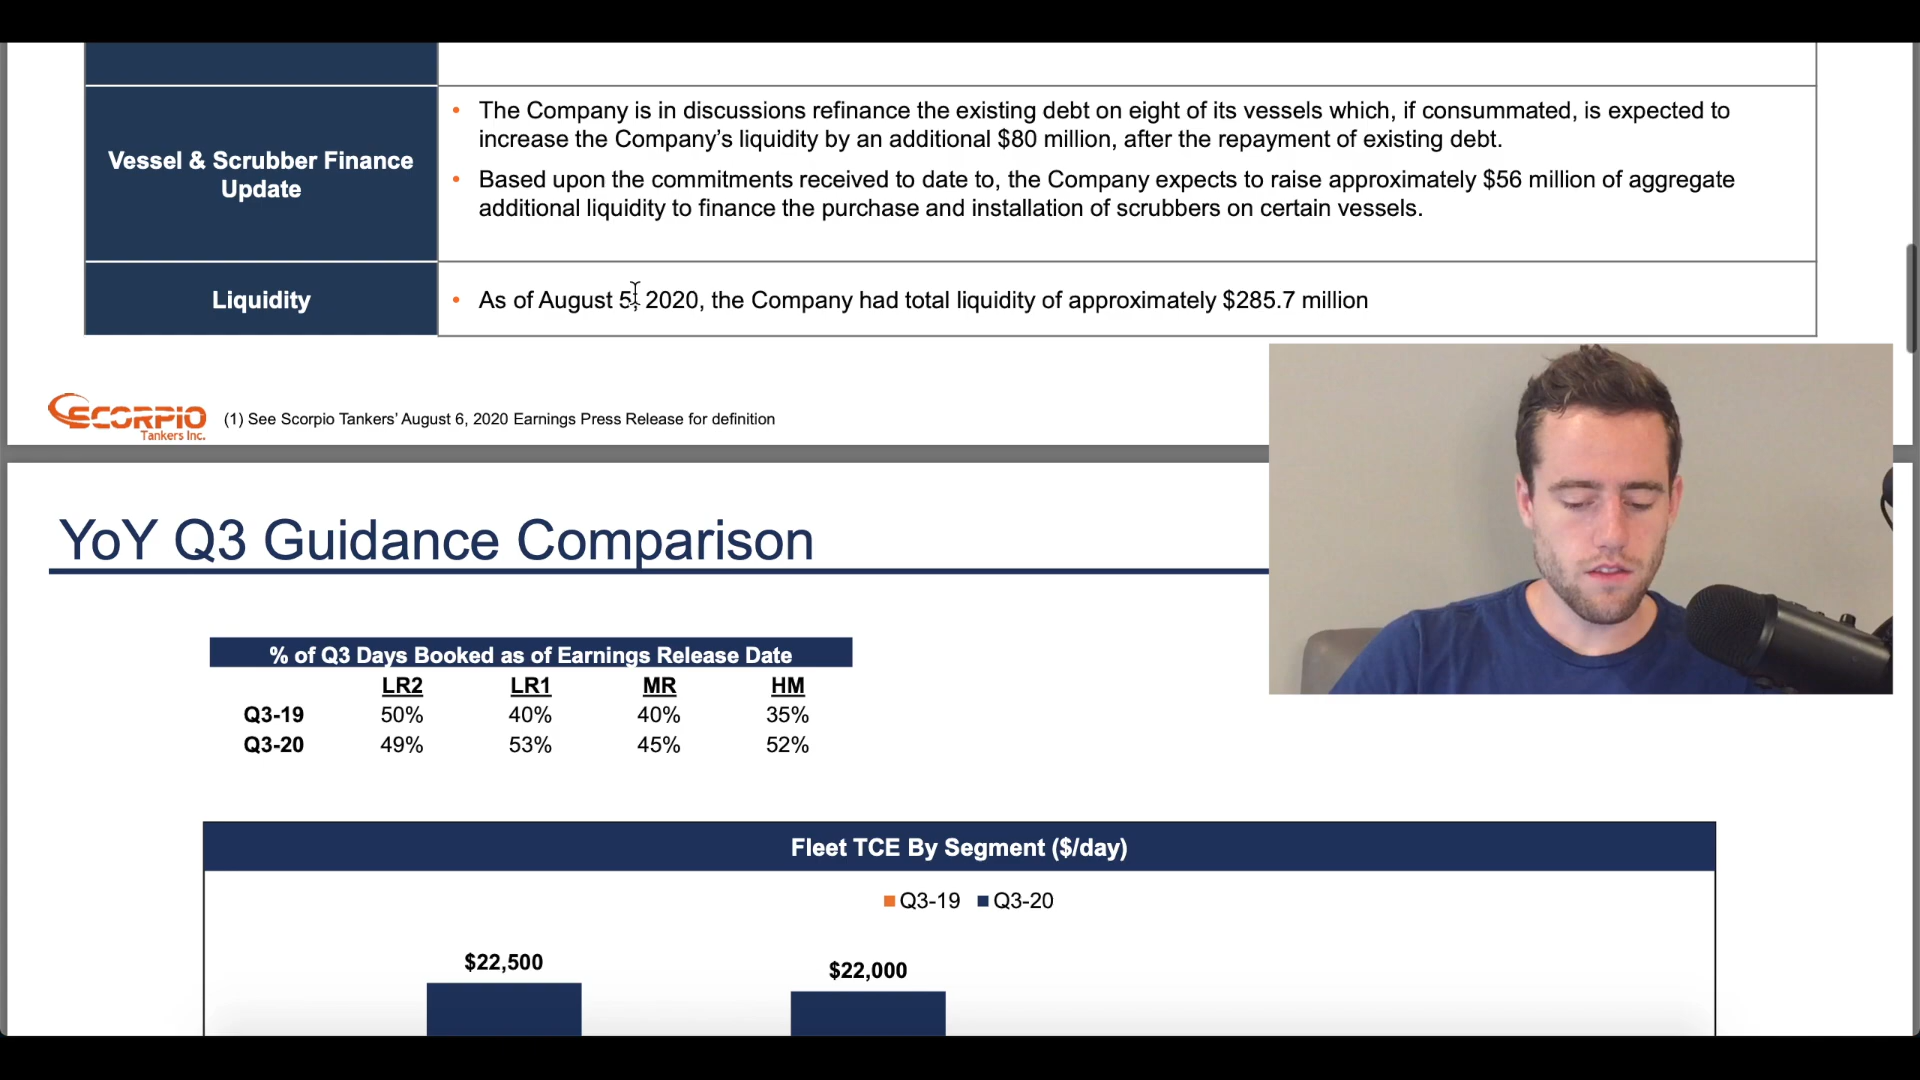 • The Company is in discussions refinance the existing debt on eight of its vessels which, if consummated, is expected to
increase the Company's liquidity by an additional $80 million, after the repayment of existing debt.
Vessel & Scrubber Finance
Update
• Based upon the commitments received to date to, the Company expects to raise approximately $56 million of aggregate
additional liquidity to finance the purchase and installation of scrubbers on certain vessels.
Liquidity
• As of August 5, 2020, the Company had total liquidity of approximately $285.7 million
SCORPIO
Tankers Inc.
(1) See Scorpio Tankers' August 6, 2020 Earnings Press Release for definition
YoY Q3 Guidance Comparison
% of Q3 Days Booked as of Earnings Release Date
LR2 LR1 MR HM
Q3-19 50% 40% 40% 35%
Q3-20 49% 53% 45% 52%
Fleet TCE By Segment ($/day)
Q3-19 Q3-20
$22,500
$22,000